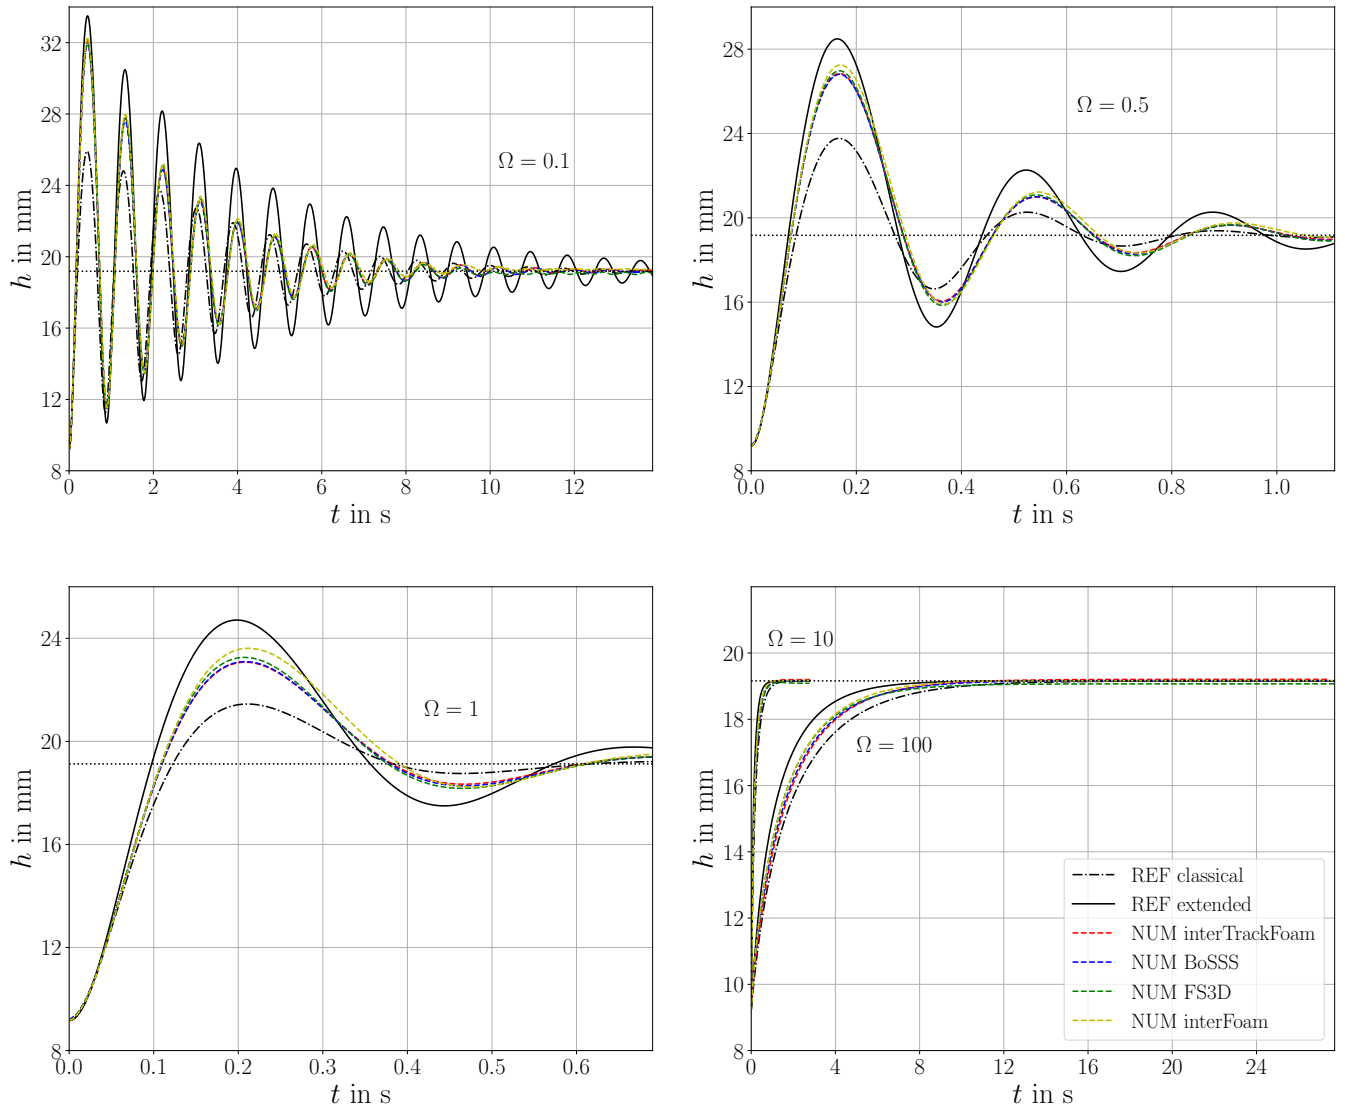 32
28
24
20
16
12
8
h in mm
Ω = 0.1
0 2 4 6 8 10 12
t in s
28
24
20
16
12
8
h in mm
Ω = 0.5
0.0 0.2 0.4 0.6 0.8 1.0
t in s
24
20
16
12
8
h in mm
Ω = 1
0.0 0.1 0.2 0.3 0.4 0.5 0.6
t in s
20
18
16
14
12
10
8
h in mm
Ω = 10
Ω = 100
REF classical
REF extended
NUM interTrackFoam
NUM BoSSS
NUM FS3D
NUM interFoam
0 4 8 12 16 20 24
t in s